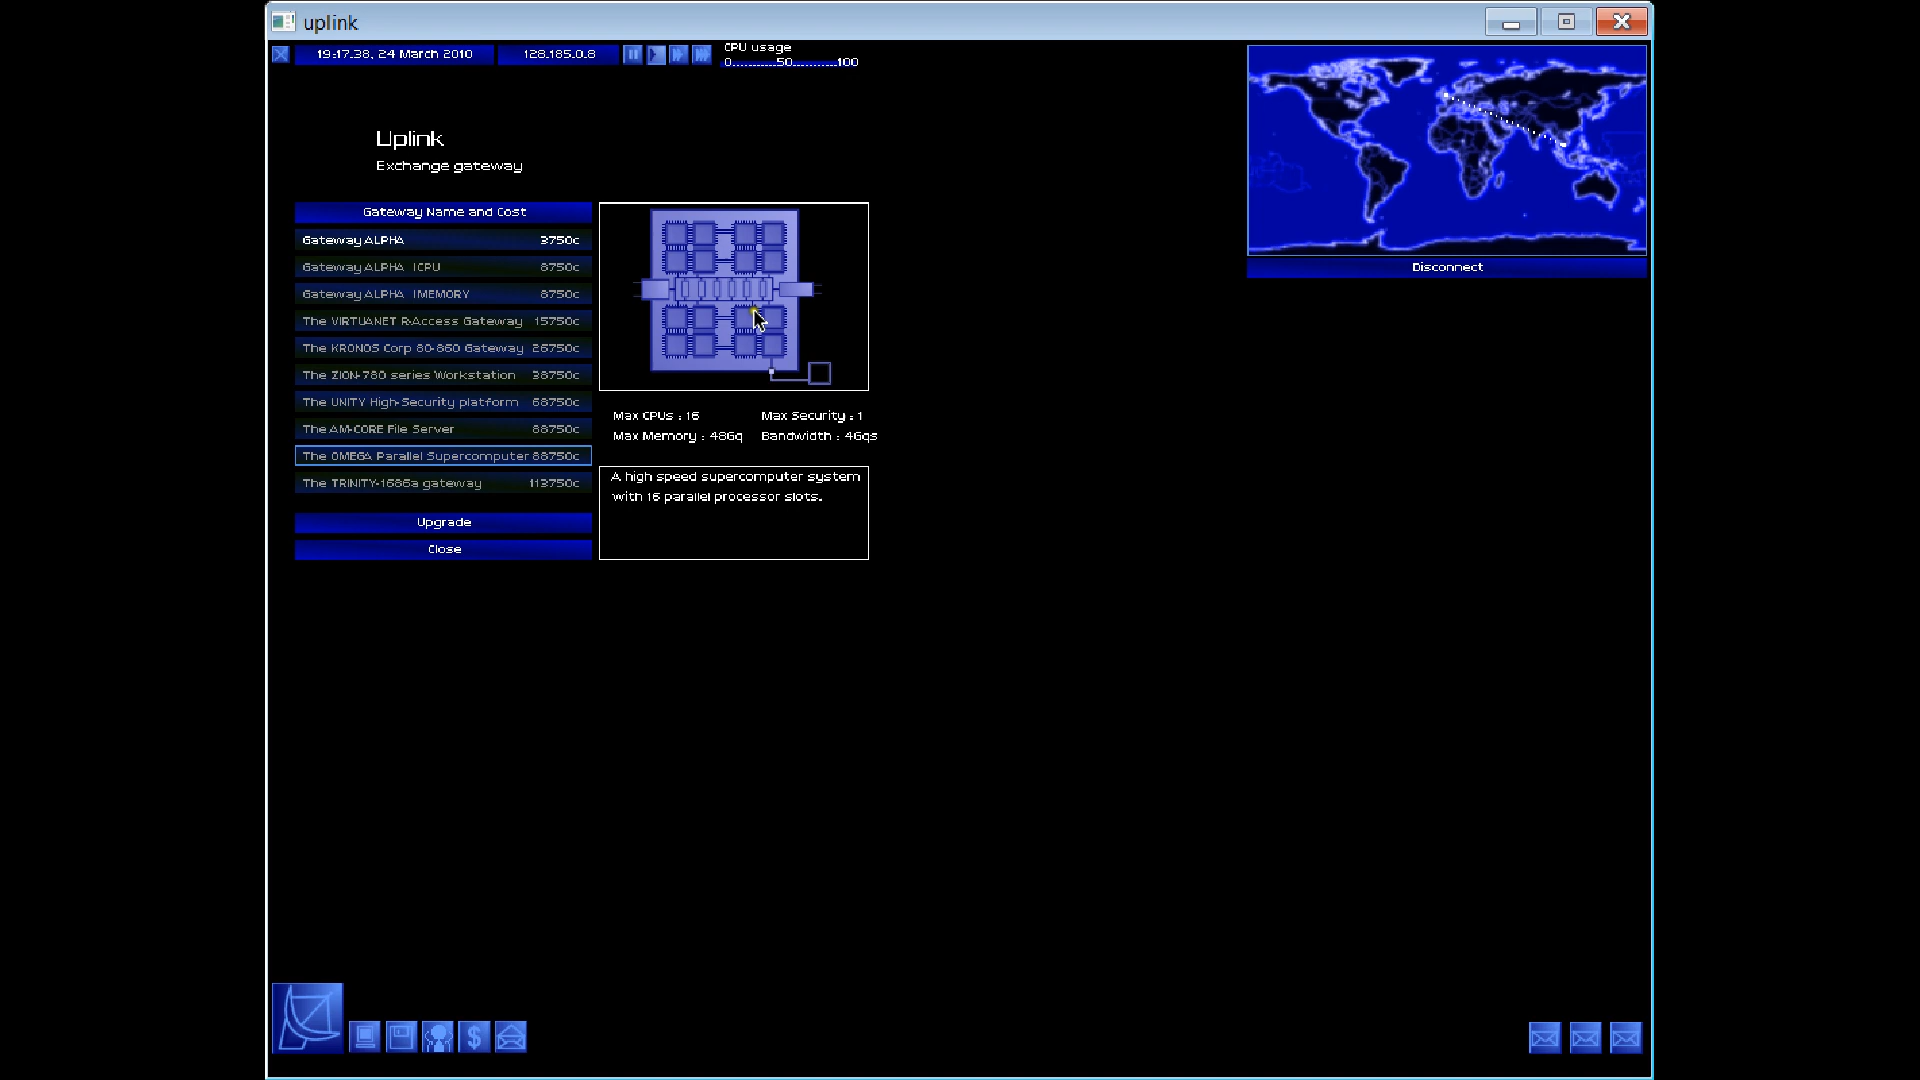 uplink
19:17.38, 24 March 2010
128.185.0.8
CPU usage
0...........50...........100
Uplink
Exchange gateway
Gateway Name and Cost
Gateway ALPHA 3750c
Gateway ALPHA ICPU 8750c
Gateway ALPHA IMEMORY 8750c
The VIRTUANET R-Access Gateway 15750c
The KRONOS Corp 80-860 Gateway 26750c
The ZION-780 series Workstation 38750c
The UNITY High-Security platform 68750c
The AM-CORE File Server 88750c
The OMEGA Parallel Supercomputer 88750c
The TRINITY-1686a gateway 113750c
Upgrade
Close
Max CPUs : 16
Max Security : 1
Max Memory : 486q
Bandwidth : 46qs
A high speed supercomputer system
with 16 parallel processor slots.
Disconnect